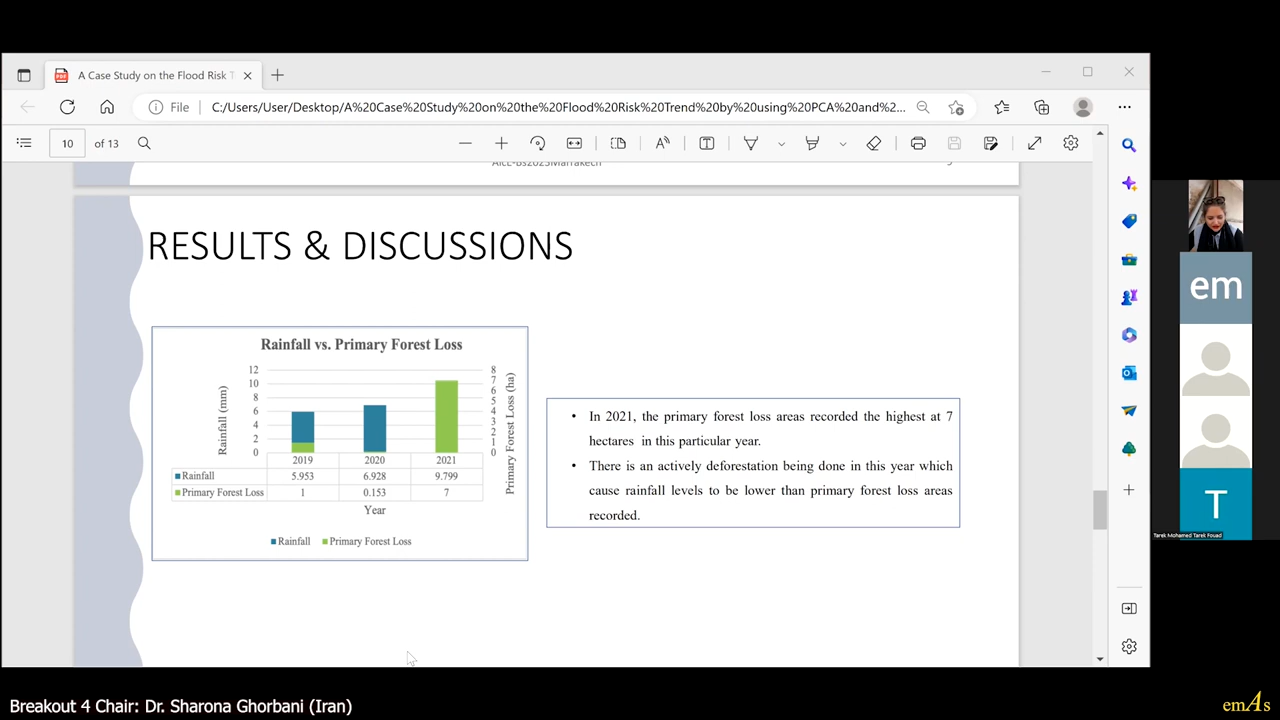 A Case Study on the Flood Risk T
File
C:/Users/User/Desktop/A%20Case%20Study%20on%20the%20Flood%20Risk%20Trend%20by%20using%20PCA%20and%2...
10 of 13
RESULTS & DISCUSSIONS
Rainfall vs. Primary Forest Loss
Rainfall (mm)
12
10
8
6
4
2
0
8
7
6
5
4
3
2
1
0
Primary Forest Loss (ha)
2019 2020 2021
Rainfall 5.953 6.928 9.799
Primary Forest Loss 1 0.153 7
Year
Rainfall Primary Forest Loss
• In 2021, the primary forest loss areas recorded the highest at 7
hectares in this particular year.
• There is an actively deforestation being done in this year which
cause rainfall levels to be lower than primary forest loss areas
recorded.
em
T
Tarek Mohamed Tarek Fouad
Breakout 4 Chair: Dr. Sharona Ghorbani (Iran)
emAs